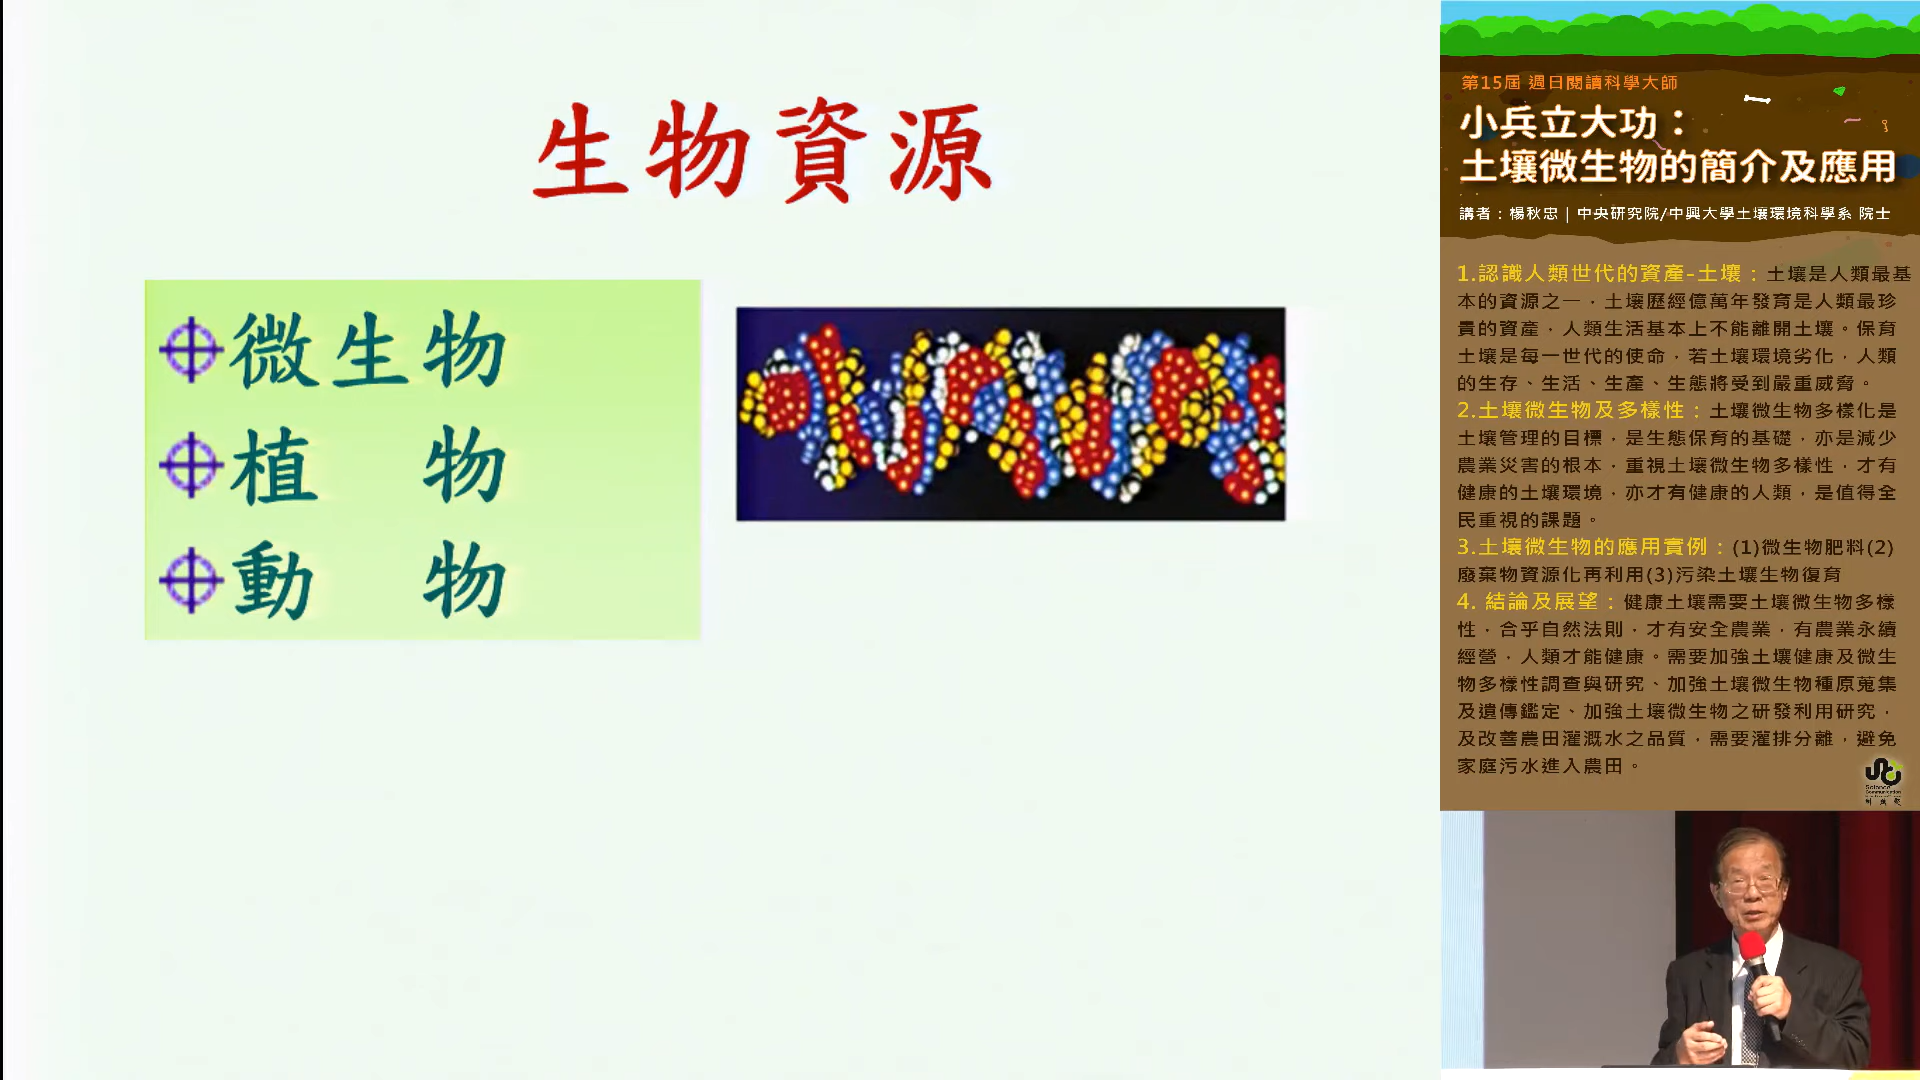 生物資源
微生物
植物
動物
第15屆 週日閱讀科學大師
小兵立大功：
土壤微生物的簡介及應用
講者：楊秋忠 | 中央研究院/中興大學土壤環境科學系 院士
1.認識人類世代的資產-土壤：土壤是人類最基
本的資源之一，土壤歷經億萬年發育是人類最珍
貴的資產，人類生活基本上不能離開土壤。保育
土壤是每一世代的使命，若土壤環境劣化，人類
的生存、生活、生產、生態將受到嚴重威脅。
2.土壤微生物及多樣性：土壤微生物多樣化是
土壤管理的目標，是生態保育的基礎，亦是減少
農業災害的根本，重視土壤微生物多樣性，才有
健康的土壤環境，亦才有健康的人類，是值得全
民重視的課題。
3.土壤微生物的應用實例：(1)微生物肥料(2)
廢棄物資源化再利用(3)污染土壤生物復育
4. 結論及展望：健康土壤需要土壤微生物多樣
性，合乎自然法則，才有安全農業，有農業永續
經營，人類才能健康。需要加強土壤健康及微生
物多樣性調查與研究、加強土壤微生物種原蒐集
及遺傳鑑定、加強土壤微生物之研發利用研究，
及改善農田灌溉水之品質，需要灌排分離，避免
家庭污水進入農田。
Science
Communication